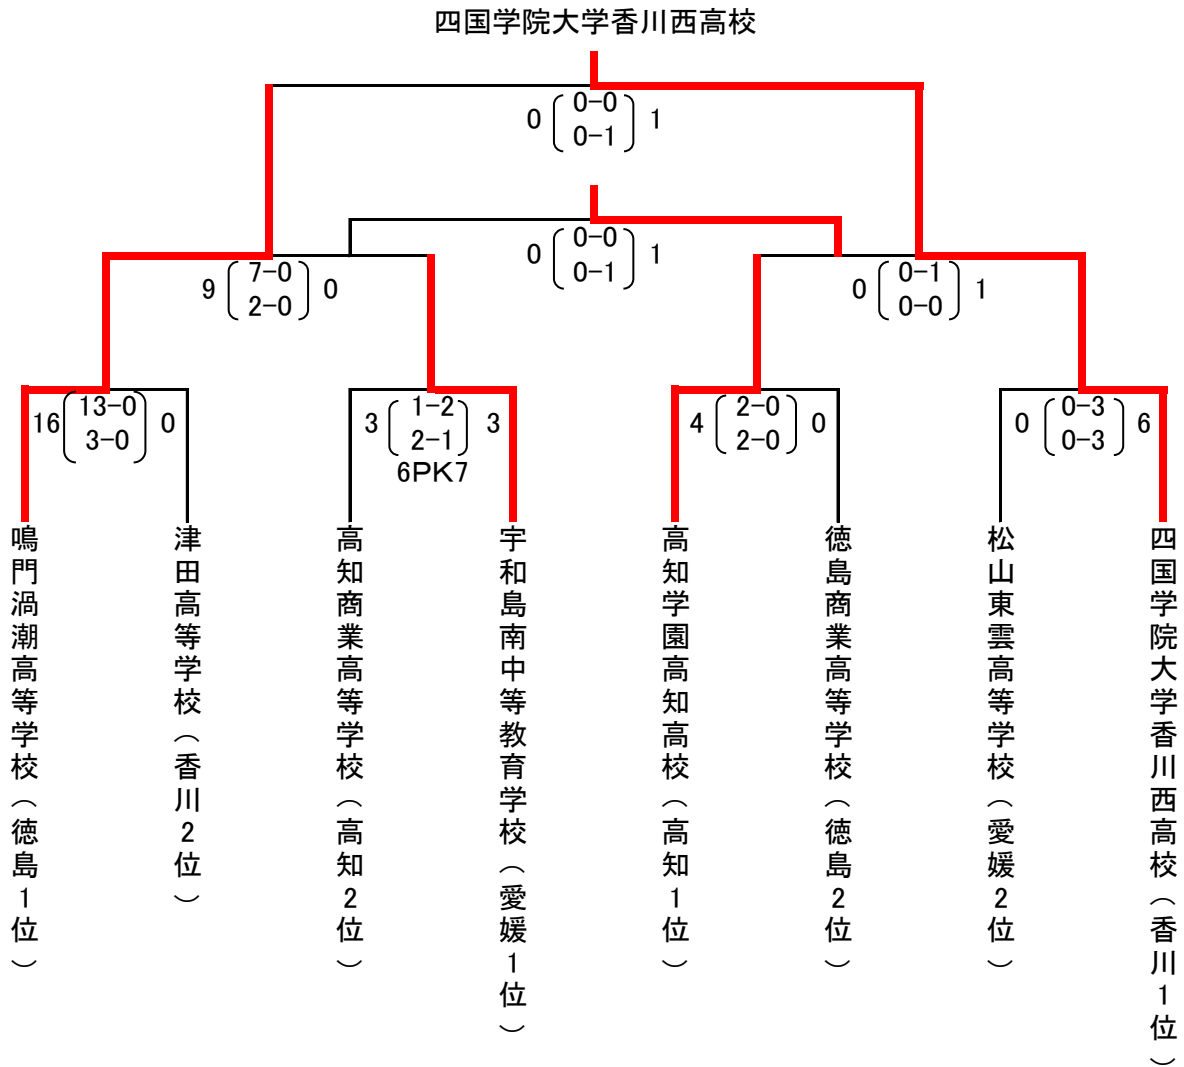 四国学院大学香川西高校
0-0
0 1
0-1
0-0
0 1
0-1
7-0
9 0
2-0
0-1
0 1
0-0
13-0
16 0
3-0
1-2
3 3
2-1
6PK7
2-0
4 0
2-0
0-3
0 6
0-3
鳴門渦潮高等学校(徳島1位)
津田高等学校(香川2位)
高知商業高等学校(高知2位)
宇和島南中等教育学校(愛媛1位)
高知学園高知高校(高知1位)
徳島商業高等学校(徳島2位)
松山東雲高等学校(愛媛2位)
四国学院大学香川西高校(香川1位)